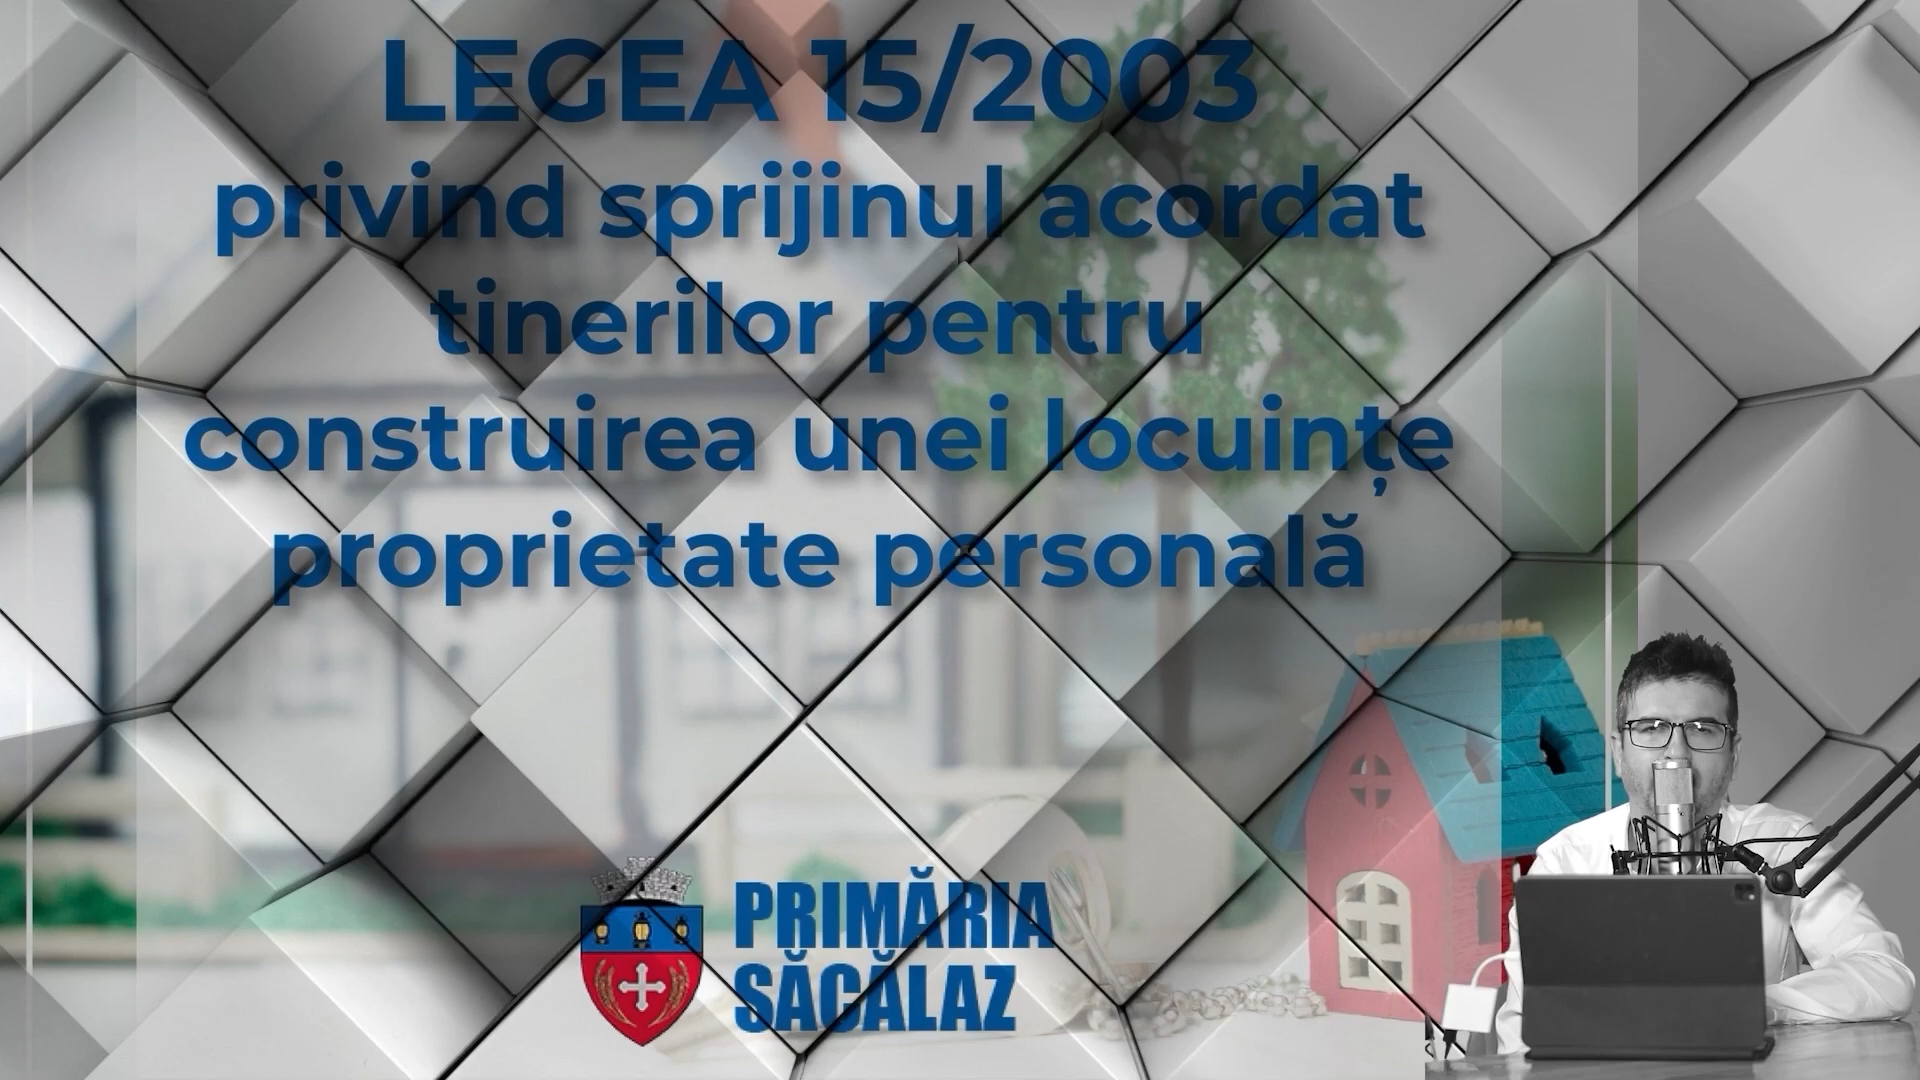 LEGEA 15/2003
privind sprijinul acordat
tinerilor pentru
construirea unei locuințe
proprietate personală
PRIMĂRIA
SĂCĂLAZ